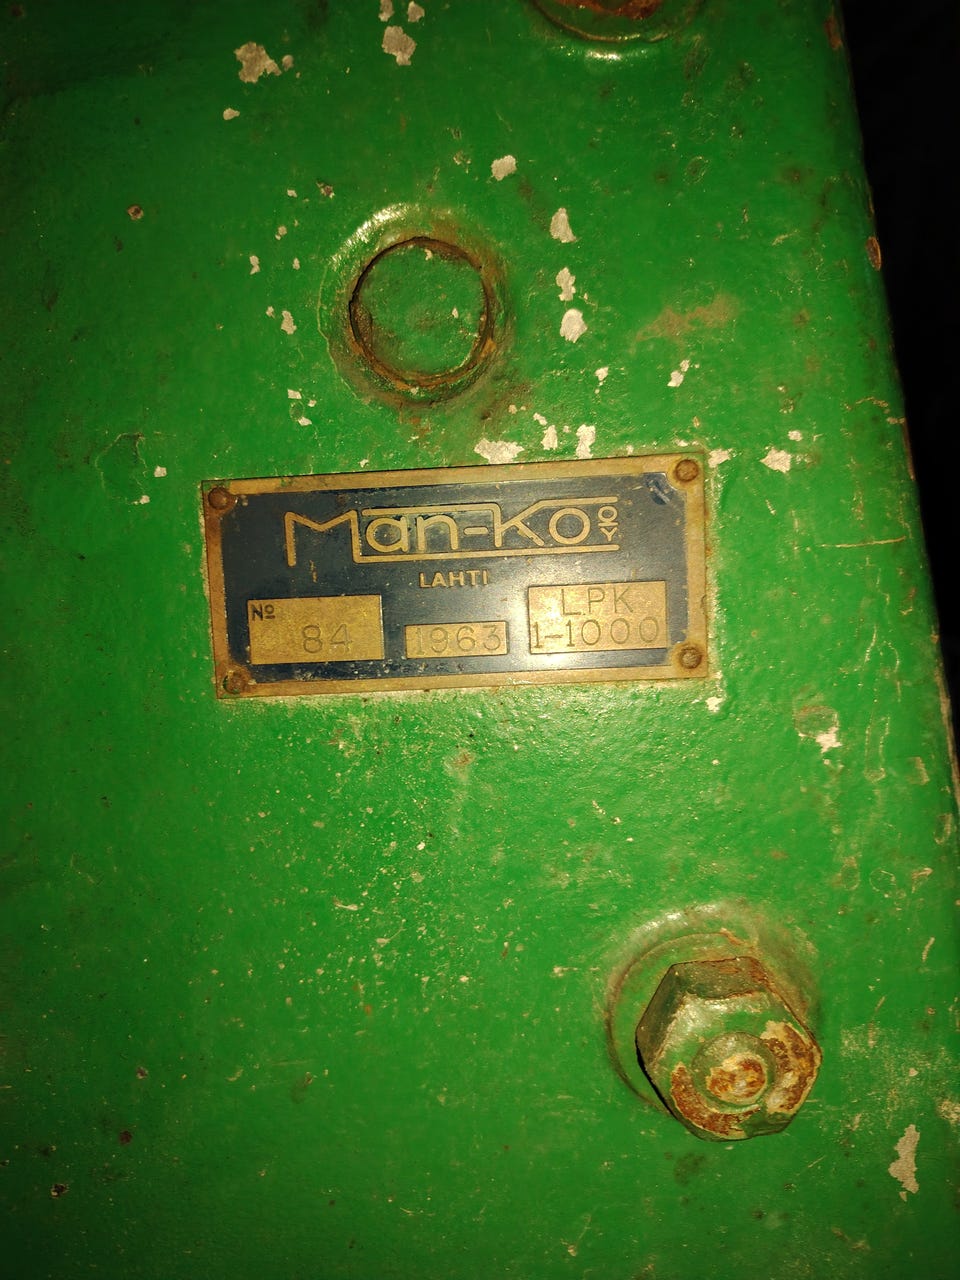 Man-Ko OY
LAHTI
Nº 84
1963
LPK
1-1000